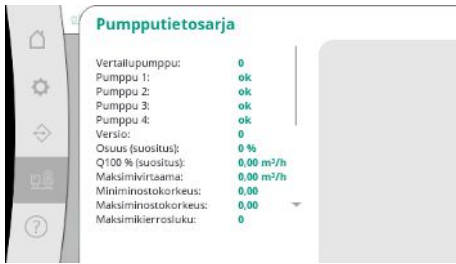 Pumpputietosarja
Vertailupumppu: 0
Pumppu 1: ok
Pumppu 2: ok
Pumppu 3: ok
Pumppu 4: ok
Versio: 0
Osuus (suositus): 0 %
Q100 % (suositus): 0,00 m³/h
Maksimivirtaama: 0,00 m³/h
Miniminostokorkeus: 0,00
Maksiminostokorkeus: 0,00
Maksimikierrosluku: 0